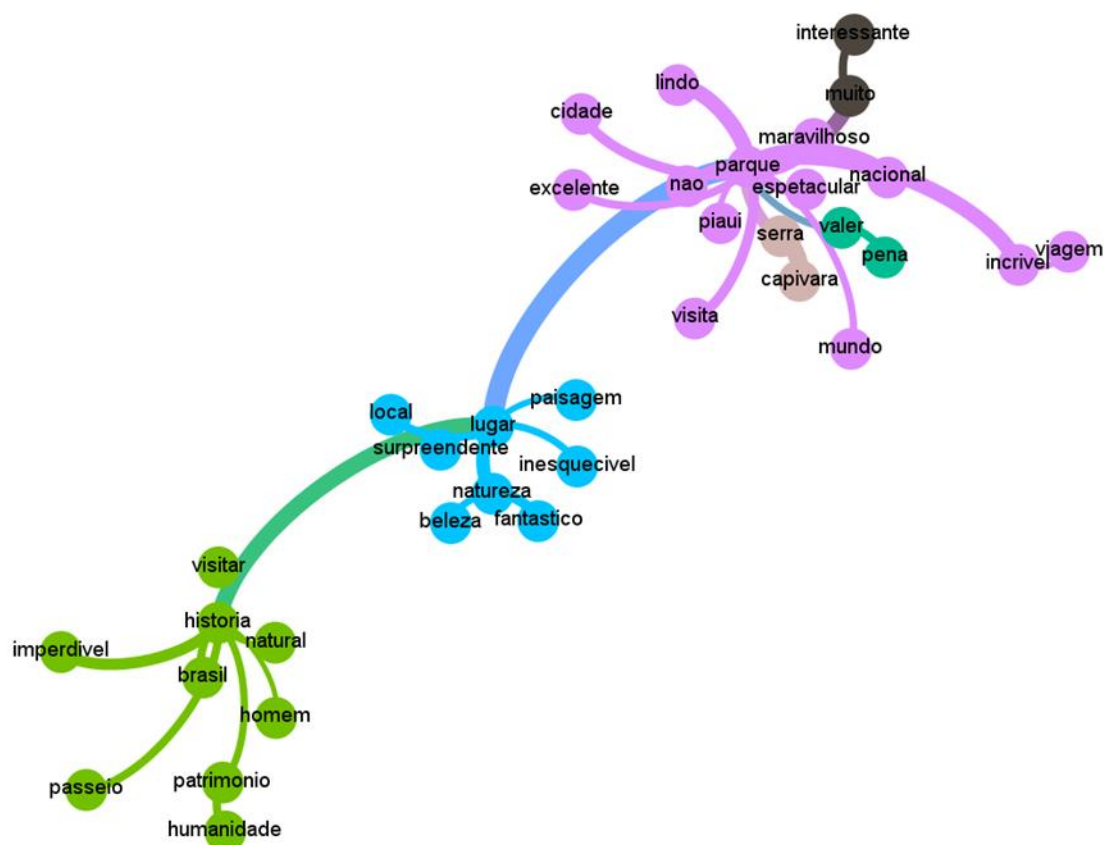 interessante
lindo
muito
cidade
maravilhoso
parque
nacional
excelente
nao
espetacular
piaui
serra
valer
pena
viagem
incrivel
capivara
visita
mundo
paisagem
local
lugar
surpreendente
inesquecivel
natureza
beleza
fantastico
visitar
historia
natural
imperdivel
brasil
homem
passeio
patrimonio
humanidade